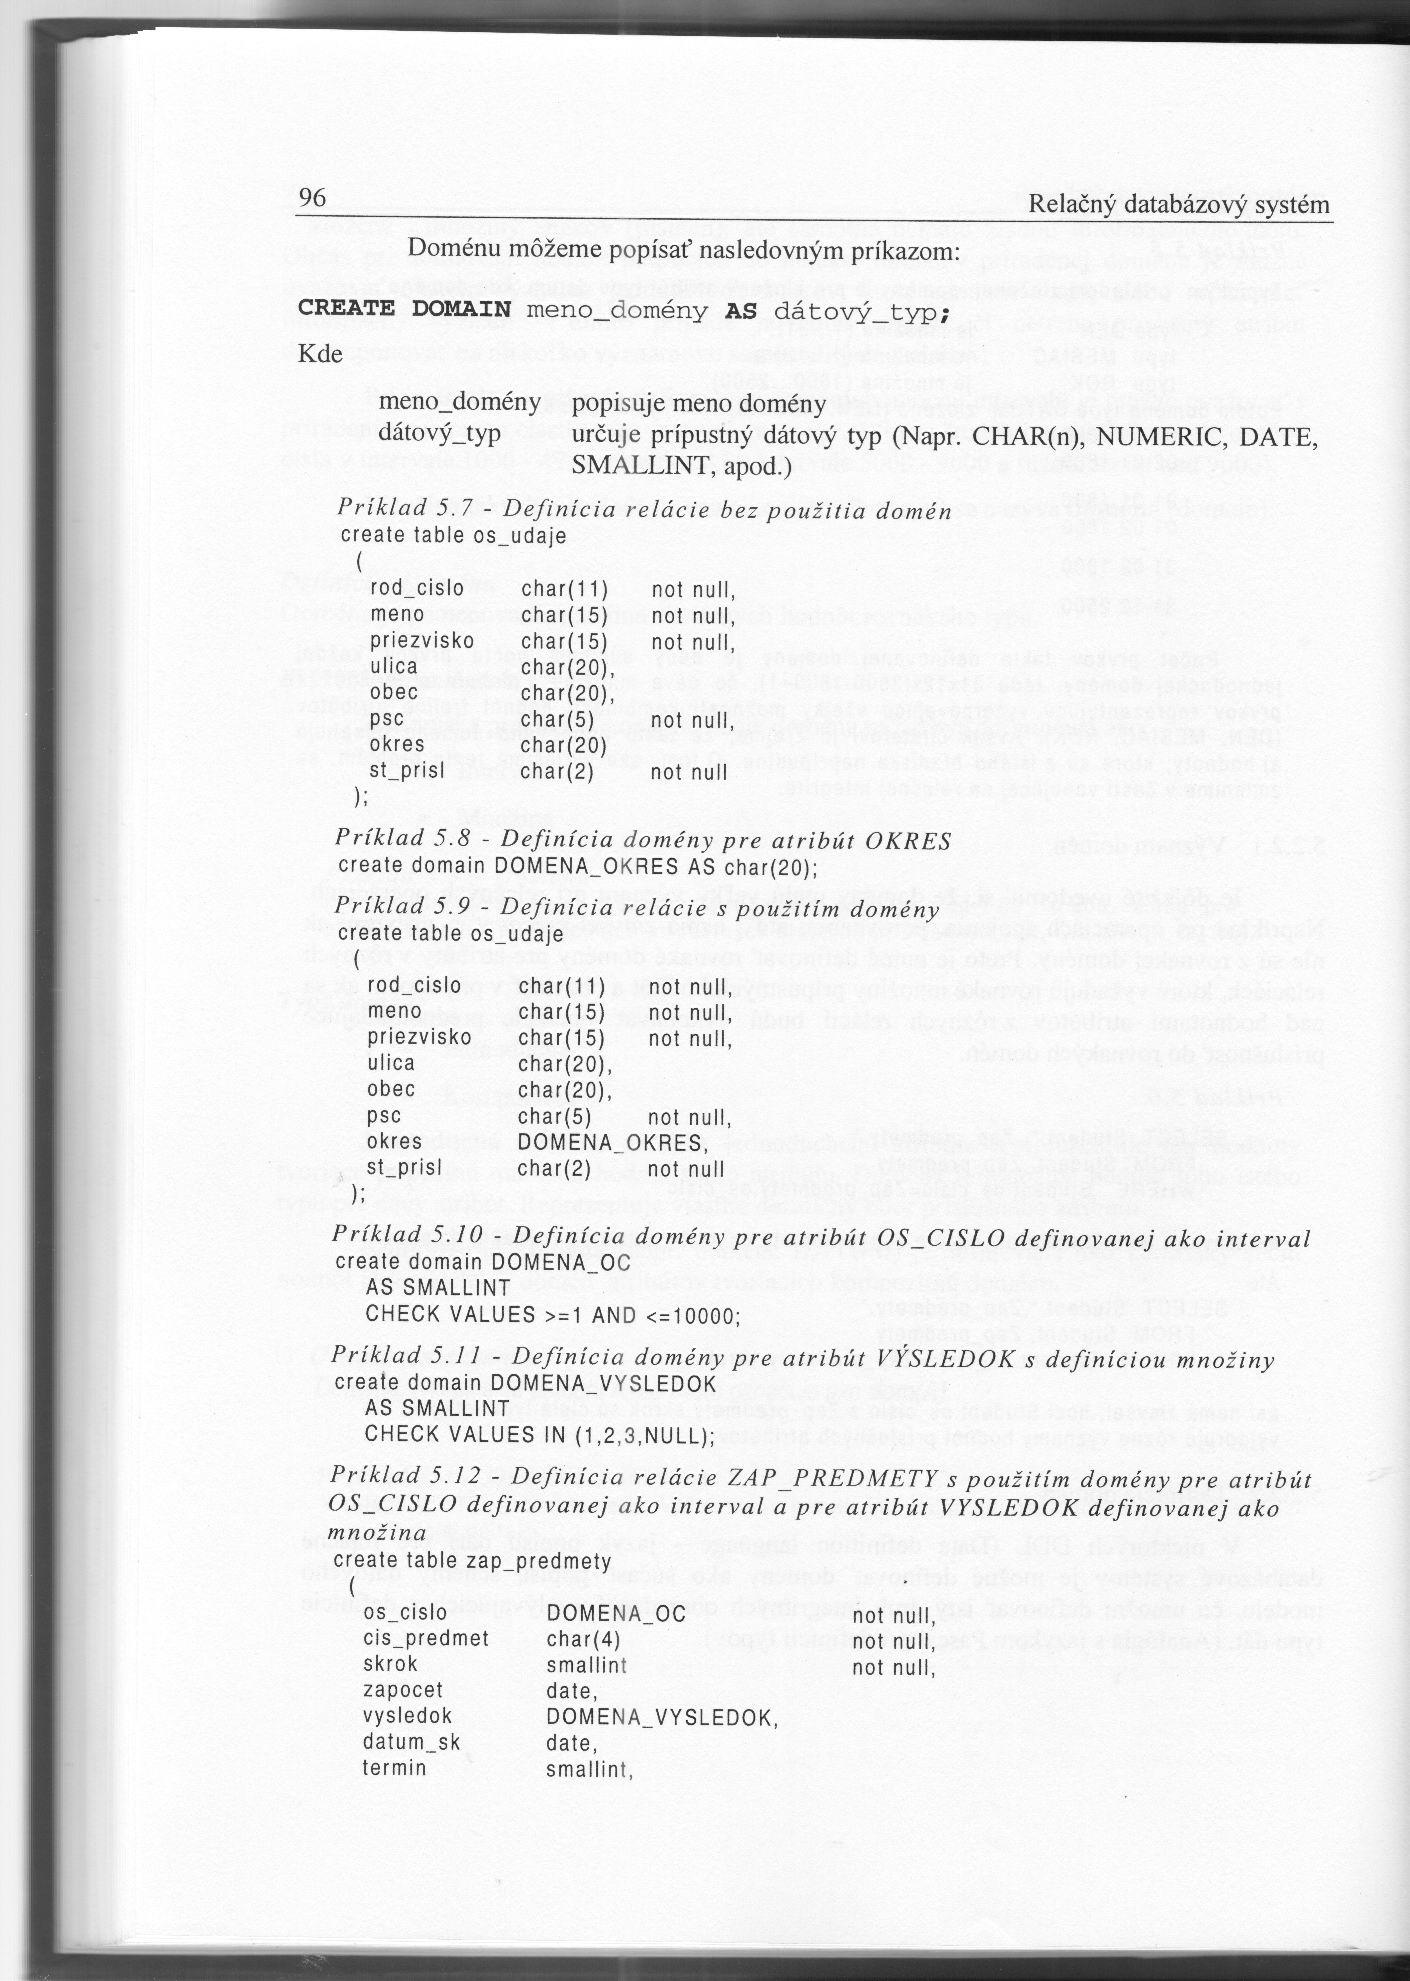 96
Relačný databázový systém
Doménu môžeme popísať nasledovným príkazom:
CREATE DOMAIN meno_domény AS dátový_typ;
Kde
meno_domény popisuje meno domény
dátový_typ určuje prípustný dátový typ (Napr. CHAR(n), NUMERIC, DATE,
SMALLINT, apod.)
Príklad 5.7 - Definícia relácie bez použitia domén
create table os_udaje
(
rod_cislo char(11) not null,
meno char(15) not null,
priezvisko char(15) not null,
ulica char(20),
obec char(20),
psc char(5) not null,
okres char(20)
st_prisl char(2) not null
);
Príklad 5.8 - Definícia domény pre atribút OKRES
create domain DOMENA_OKRES AS char(20);
Príklad 5.9 - Definícia relácie s použitím domény
create table os_udaje
(
rod_cislo char(11) not null,
meno char(15) not null,
priezvisko char(15) not null,
ulica char(20),
obec char(20),
psc char(5) not null,
okres DOMENA_OKRES,
st_prisl char(2) not null
);
Príklad 5.10 - Definícia domény pre atribút OS_CISLO definovanej ako interval
create domain DOMENA_OC
AS SMALLINT
CHECK VALUES >=1 AND <=10000;
Príklad 5.11 - Definícia domény pre atribút VÝSLEDOK s definíciou množiny
create domain DOMENA_VYSLEDOK
AS SMALLINT
CHECK VALUES IN (1,2,3,NULL);
Príklad 5.12 - Definícia relácie ZAP_PREDMETY s použitím domény pre atribút
OS_CISLO definovanej ako interval a pre atribút VYSLEDOK definovanej ako
množina
create table zap_predmety
(
os_cislo DOMENA_OC not null,
cis_predmet char(4) not null,
skrok smallint not null,
zapocet date,
vysledok DOMENA_VYSLEDOK,
datum_sk date,
termin smallint,